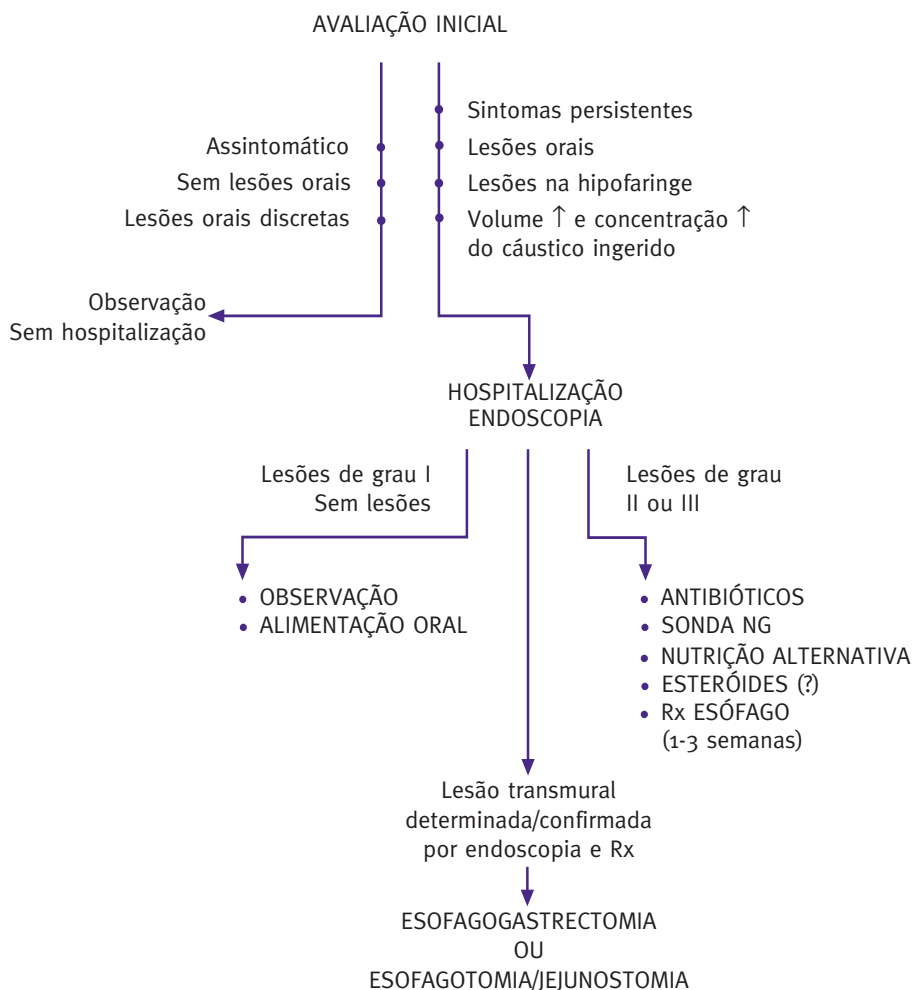 AVALIAÇÃO INICIAL
Assintomático
Sem lesões orais
Lesões orais discretas
Observação
Sem hospitalização
• Sintomas persistentes
Lesões orais
Lesões na hipofaringe
Volume ↑ e concentração ↑
do cáustico ingerido
HOSPITALIZAÇÃO
ENDOSCOPIA
Lesões de grau I
Sem lesões
• OBSERVAÇÃO
• ALIMENTAÇÃO ORAL
Lesões de grau
II ou III
• ANTIBIÓTICOS
• SONDA NG
• NUTRIÇÃO ALTERNATIVA
• ESTERÓIDES (?)
• Rx ESÓFAGO
(1-3 semanas)
Lesão transmural
determinada/confirmada
por endoscopia e Rx
ESOFAGOGASTRECTOMIA
OU
ESOFAGOTOMIA/JEJUNOSTOMIA